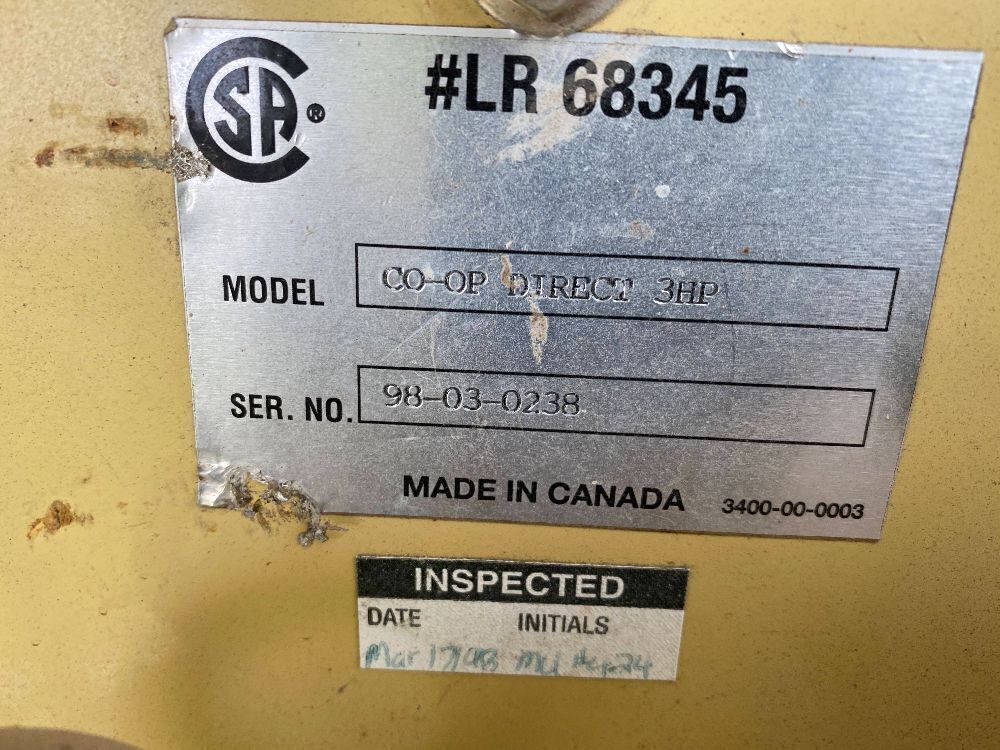 CSA ®
#LR 68345
MODEL CO-OP DIRECT 3HP
SER. NO. 98-03-0238
MADE IN CANADA 3400-00-0003
INSPECTED
DATE INITIALS
Mar 17/98